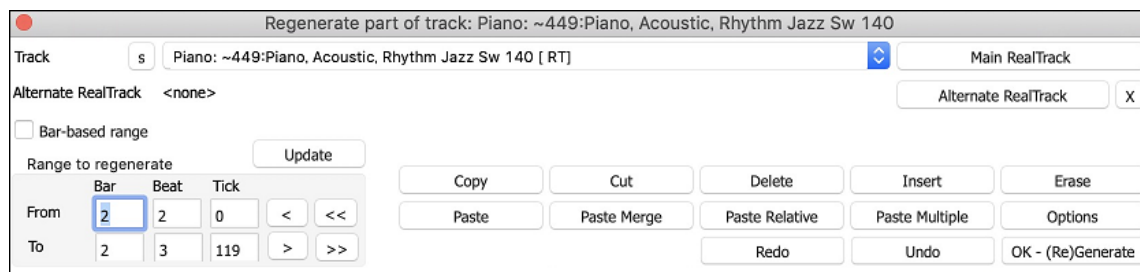 Regenerate part of track: Piano: ~449:Piano, Acoustic, Rhythm Jazz Sw 140
Track s Piano: ~449:Piano, Acoustic, Rhythm Jazz Sw 140 [ RT] Main RealTrack
Alternate RealTrack <none> Alternate RealTrack X
Bar-based range
Range to regenerate Update
Bar Beat Tick
From 2 2 0 < <<
To 2 3 119 > >>
Copy Cut Delete Insert Erase
Paste Paste Merge Paste Relative Paste Multiple Options
Redo Undo OK - (Re)Generate